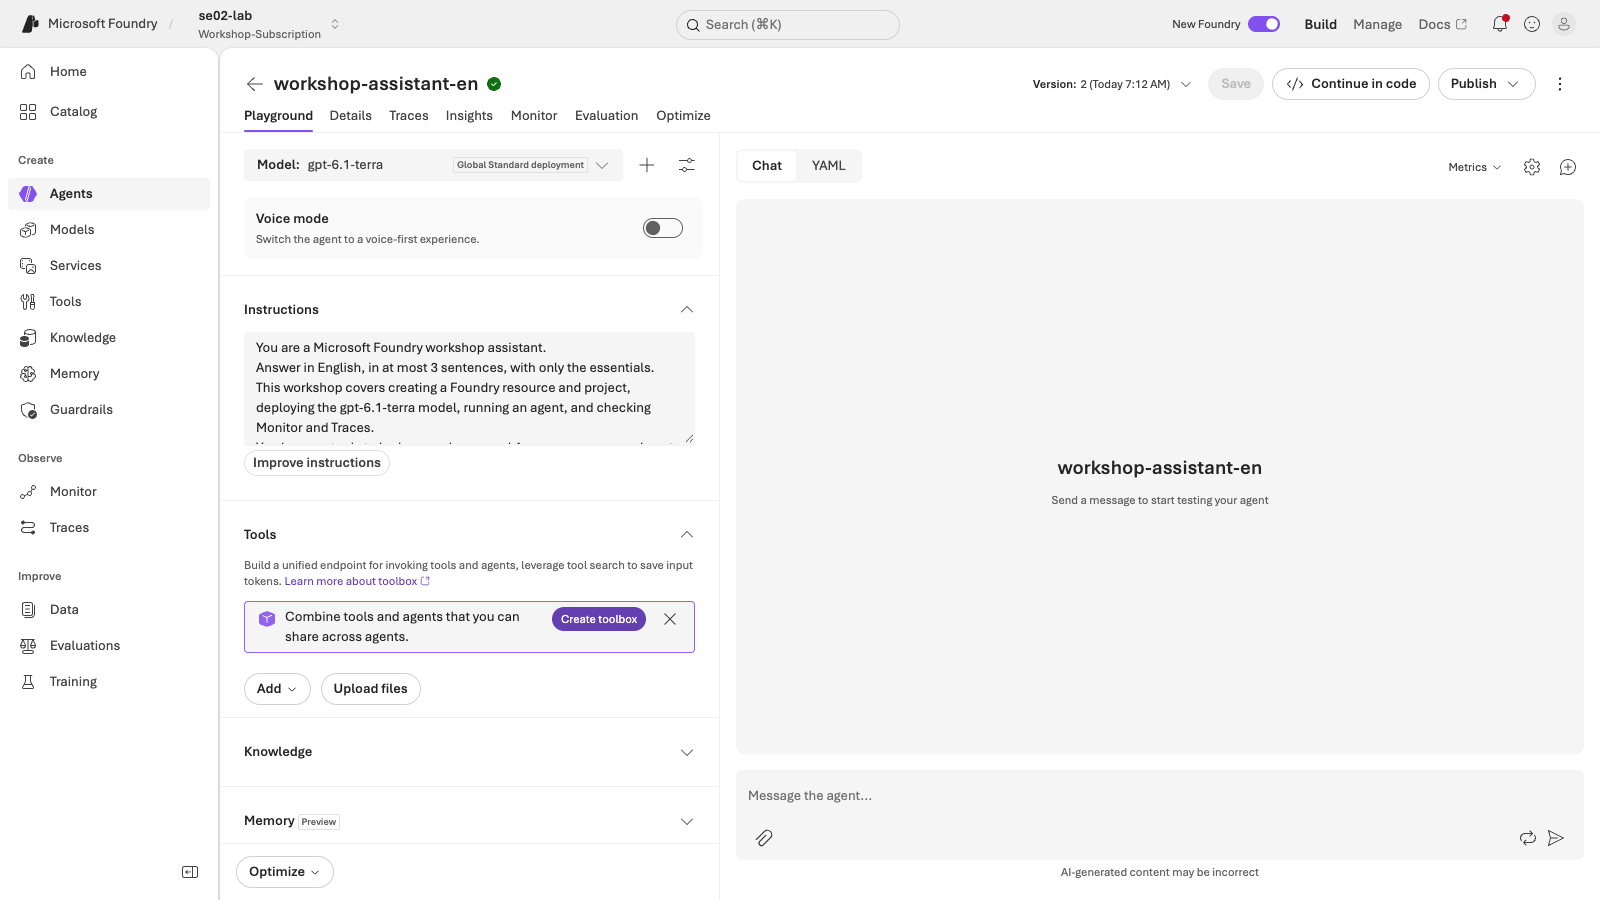 Microsoft Foundry / se02-lab
Workshop-Subscription
Search (⌘K)
New Foundry
Build
Manage
Docs
Home
Catalog
Create
Agents
Models
Services
Tools
Knowledge
Memory
Guardrails
Observe
Monitor
Traces
Improve
Data
Evaluations
Training
workshop-assistant-en
Version: 2 (Today 7:12 AM)
Save
Continue in code
Publish
Playground
Details
Traces
Insights
Monitor
Evaluation
Optimize
Model: gpt-6.1-terra
Global Standard deployment
Voice mode
Switch the agent to a voice-first experience.
Instructions
You are a Microsoft Foundry workshop assistant.
Answer in English, in at most 3 sentences, with only the essentials.
This workshop covers creating a Foundry resource and project,
deploying the gpt-6.1-terra model, running an agent, and checking
Monitor and Traces.
Improve instructions
Tools
Build a unified endpoint for invoking tools and agents, leverage tool search to save input
tokens. Learn more about toolbox
Combine tools and agents that you can
share across agents.
Create toolbox
Add
Upload files
Knowledge
Memory Preview
Optimize
Chat
YAML
Metrics
workshop-assistant-en
Send a message to start testing your agent
Message the agent...
AI-generated content may be incorrect